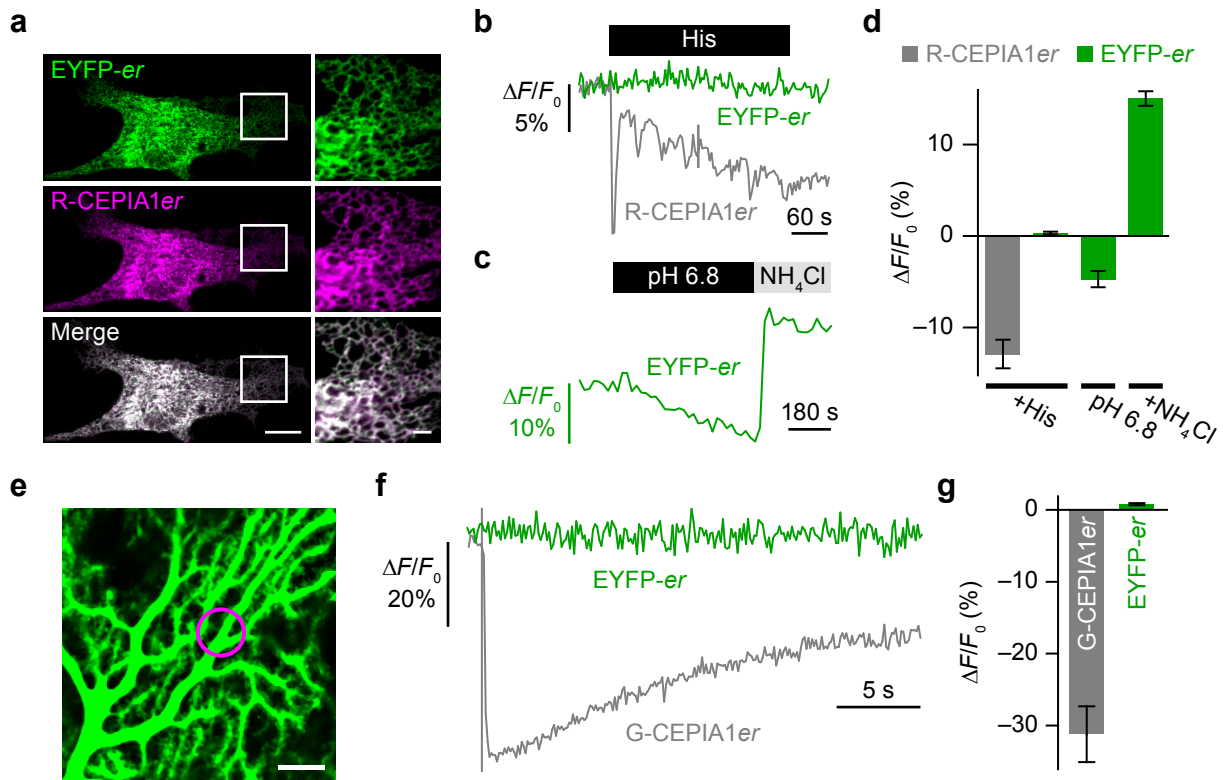 a
EYFP-er
R-CEPIA1er
Merge
b
His
ΔF/F₀
5%
EYFP-er
R-CEPIA1er
60 s
c
pH 6.8
NH₄Cl
EYFP-er
ΔF/F₀
10%
180 s
d
R-CEPIA1er
EYFP-er
ΔF/F₀ (%)
10
0
−10
+His
pH 6.8
+NH₄Cl
e
f
ΔF/F₀
20%
EYFP-er
G-CEPIA1er
5 s
g
ΔF/F₀ (%)
0
−10
−20
−30
G-CEPIA1er
EYFP-er